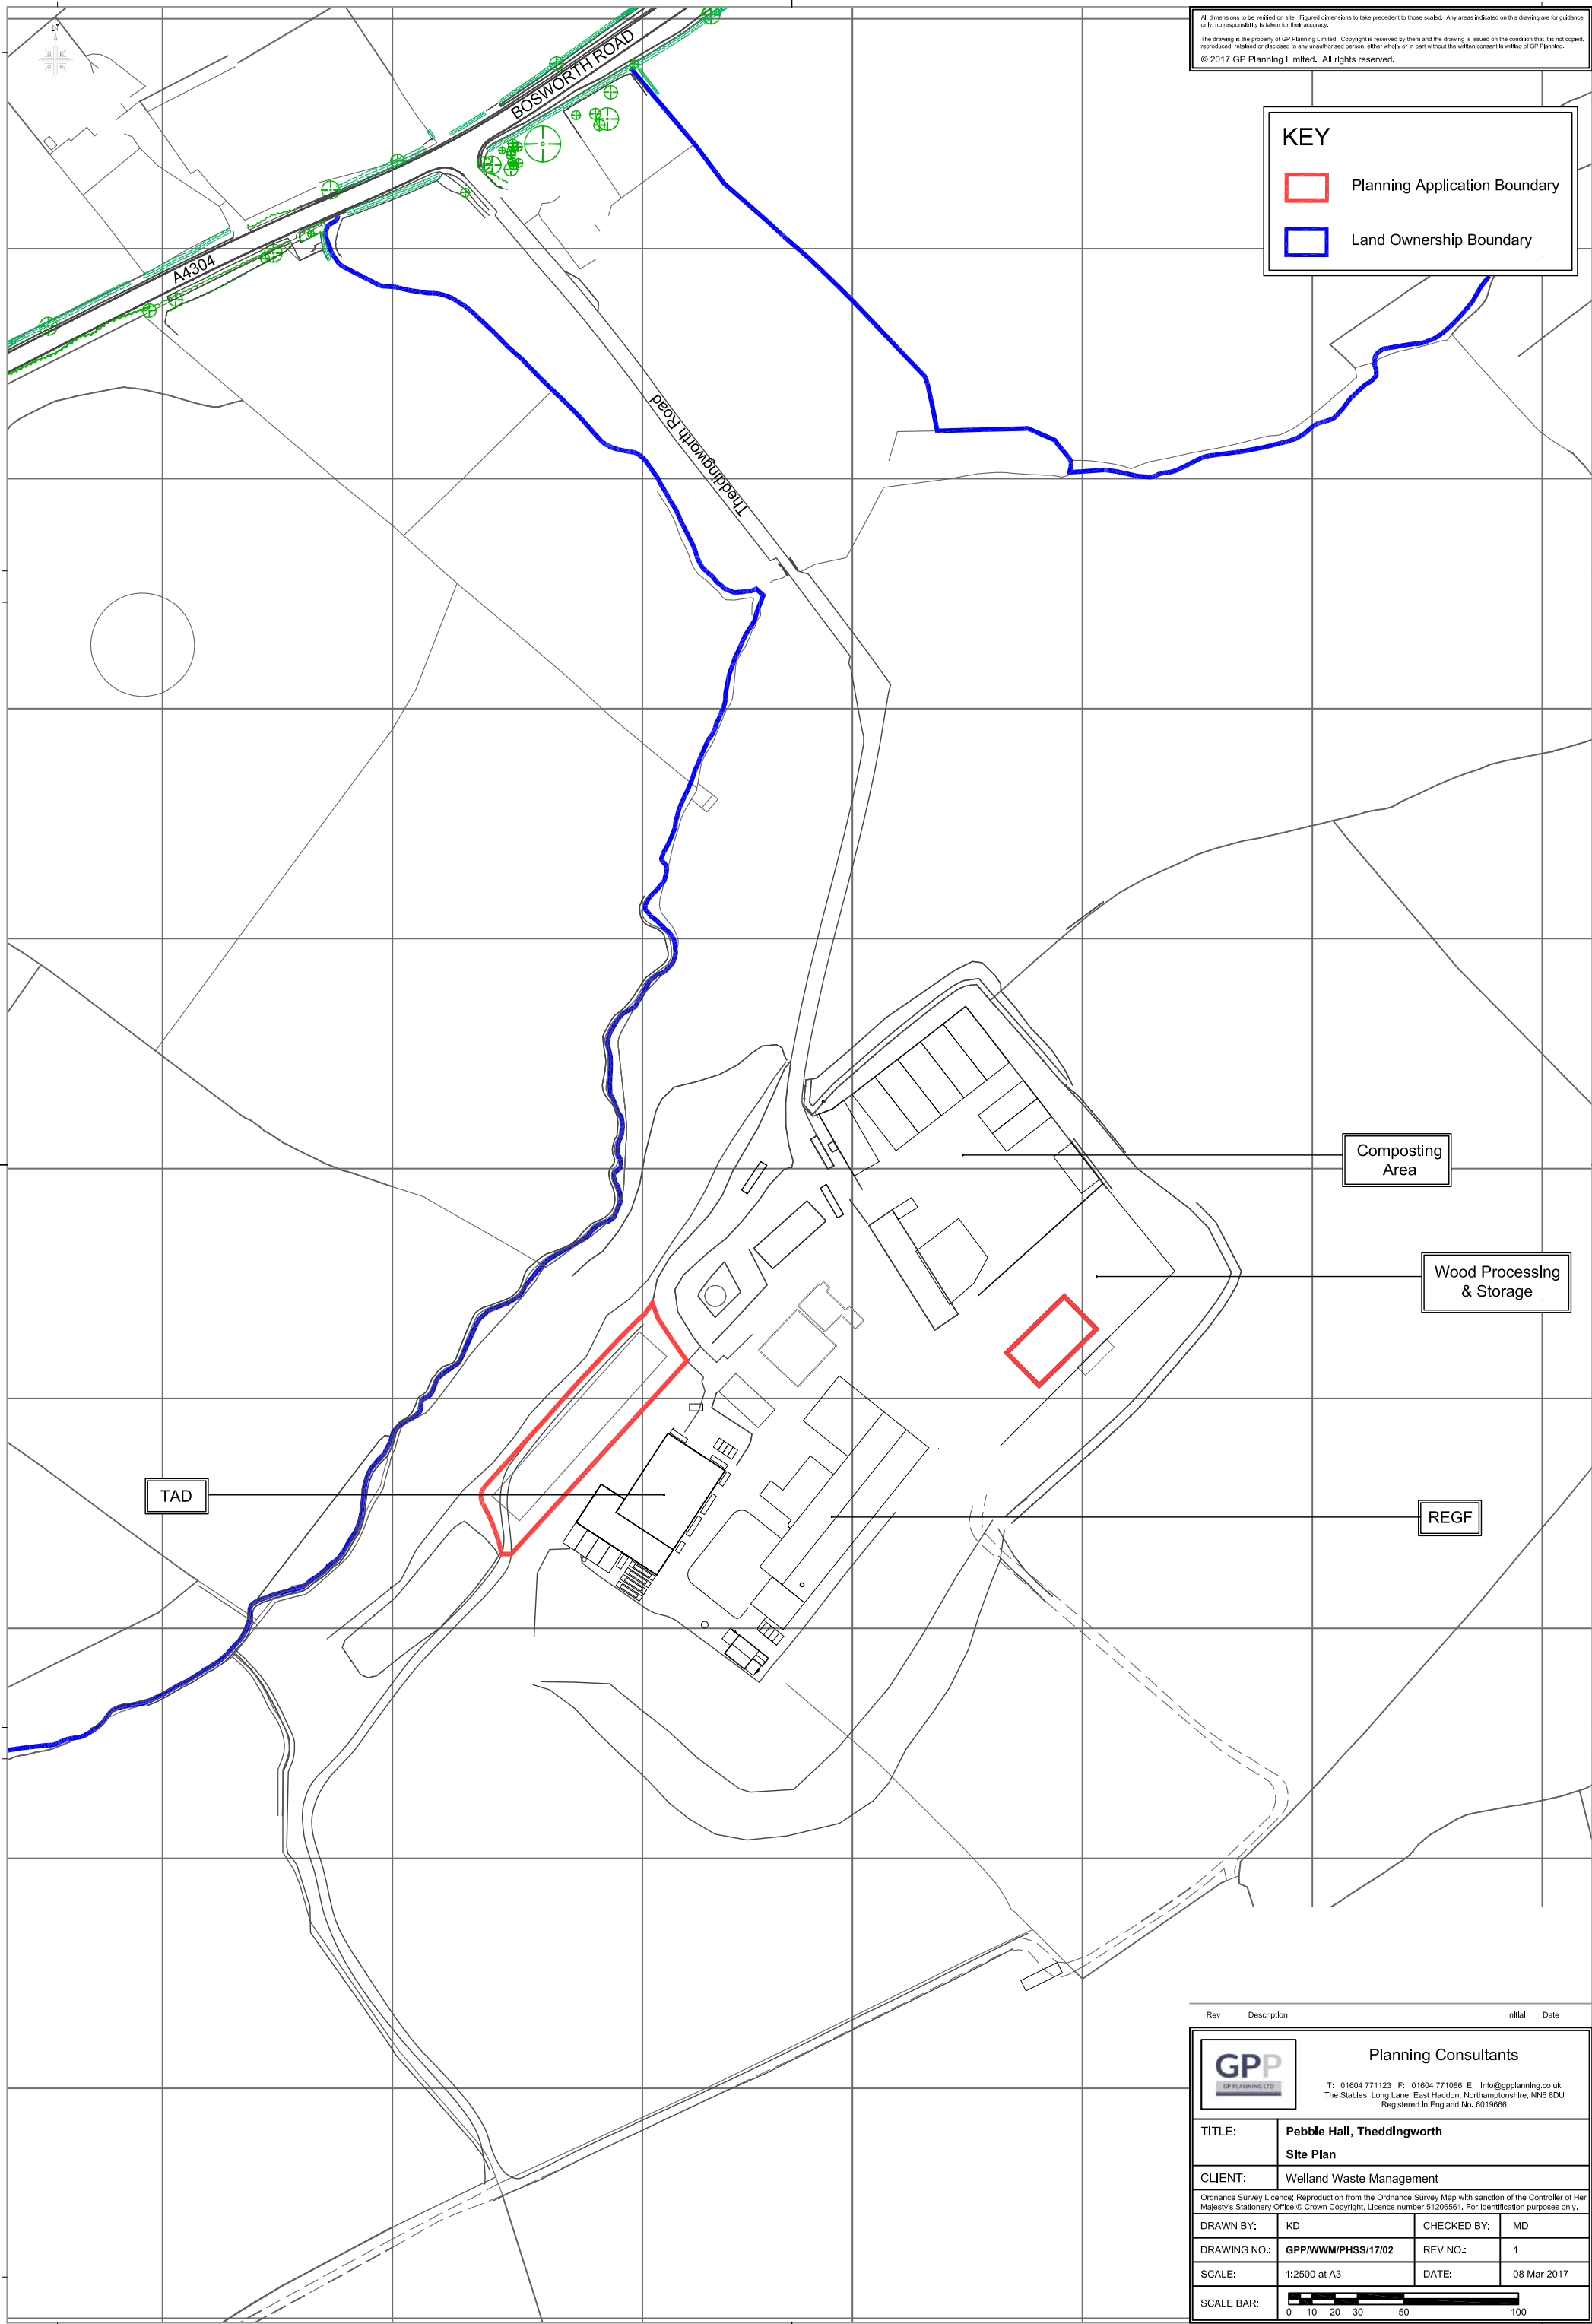 All dimensions to be verified on site. Figured dimensions to take precedent to those scaled. Any areas indicated on this drawing are for guidance
only, no responsibility is taken for their accuracy.
The drawing is the property of GP Planning Limited. Copyright is reserved by them and the drawing is issued on the condition that it is not copied,
reproduced, retained or disclosed to any unauthorised person, either wholly or in part without the written consent in writing of GP Planning.
© 2017 GP Planning Limited. All rights reserved.
KEY
Planning Application Boundary
Land Ownership Boundary
BOSWORTH ROAD
A4304
Theddingworth Road
Composting
Area
Wood Processing
& Storage
TAD
REGF
Rev Description Initial Date
GPP
GP PLANNING LTD
Planning Consultants
T: 01604 771123 F: 01604 771086 E: info@gpplanning.co.uk
The Stables, Long Lane, East Haddon, Northamptonshire, NN6 8DU
Registered in England No. 6019666
TITLE: Pebble Hall, Theddingworth
Site Plan
CLIENT: Welland Waste Management
Ordnance Survey Licence; Reproduction from the Ordnance Survey Map with sanction of the Controller of Her
Majesty's Stationery Office © Crown Copyright, Licence number 51206561. For identification purposes only.
DRAWN BY: KD CHECKED BY: MD
DRAWING NO.: GPP/WWM/PHSS/17/02 REV NO.: 1
SCALE: 1:2500 at A3 DATE: 08 Mar 2017
SCALE BAR:
0 10 20 30 50 100